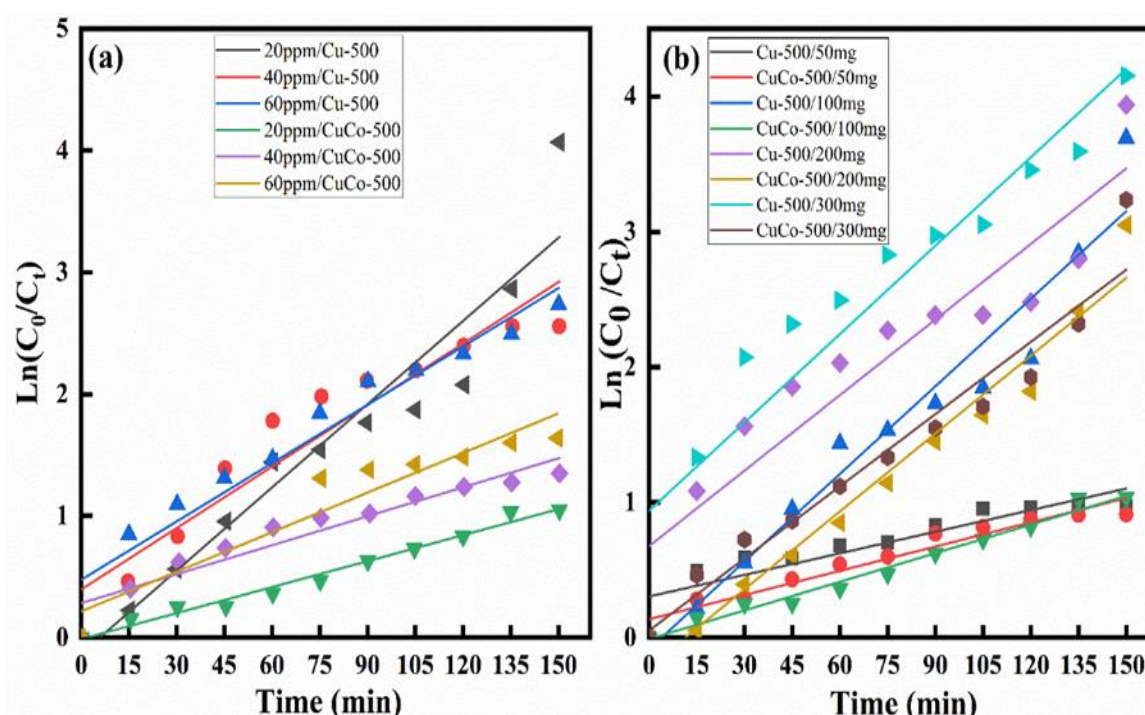 (a)
20ppm/Cu-500
40ppm/Cu-500
60ppm/Cu-500
20ppm/CuCo-500
40ppm/CuCo-500
60ppm/CuCo-500
Ln(C₀/Cₜ)
5
4
3
2
1
0
0 15 30 45 60 75 90 105 120 135 150
Time (min)
(b)
Cu-500/50mg
CuCo-500/50mg
Cu-500/100mg
CuCo-500/100mg
Cu-500/200mg
CuCo-500/200mg
Cu-500/300mg
CuCo-500/300mg
Ln (C₀ /Cₜ)
4
3
2
1
0
0 15 30 45 60 75 90 105 120 135 150
Time (min)